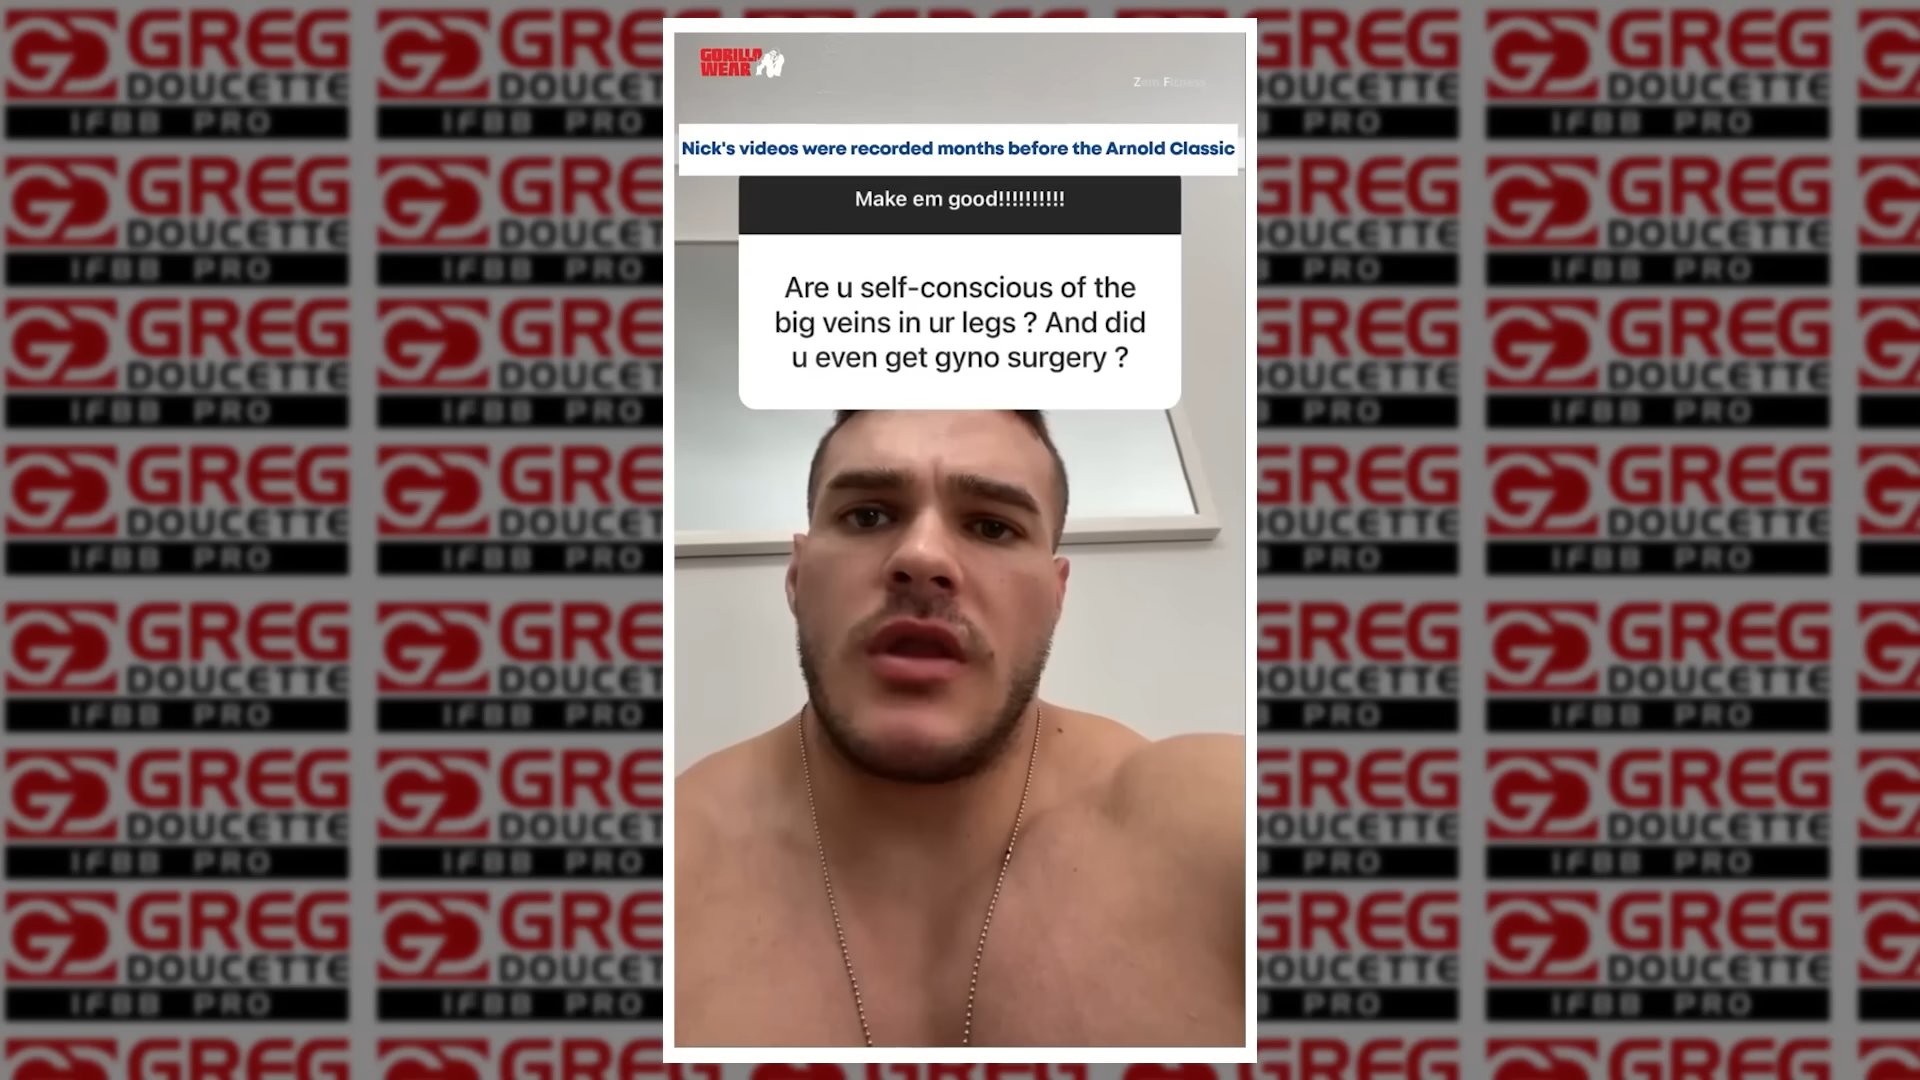 GREG
DOUCETTE
IFBB PRO
GORILLA
WEAR
Nick's videos were recorded months before the Arnold Classic
Make em good!!!!!!!!!!
Are u self-conscious of the
big veins in ur legs ? And did
u even get gyno surgery ?